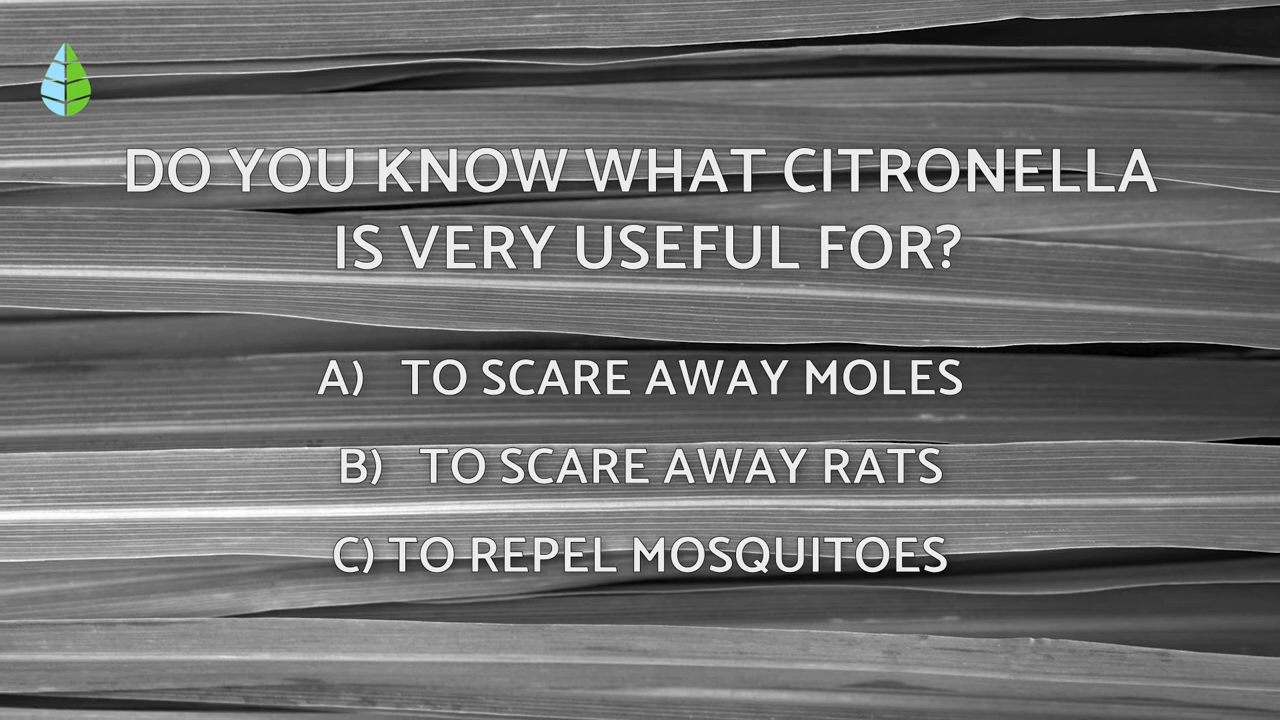 DO YOU KNOW WHAT CITRONELLA
IS VERY USEFUL FOR?
A) TO SCARE AWAY MOLES
B) TO SCARE AWAY RATS
C) TO REPEL MOSQUITOES